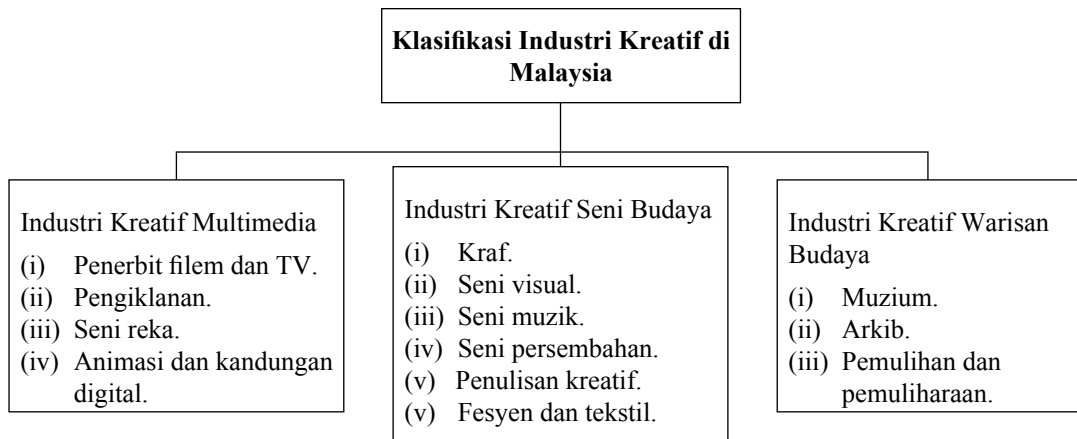 Klasifikasi Industri Kreatif di
Malaysia
Industri Kreatif Multimedia
(i) Penerbit filem dan TV.
(ii) Pengiklanan.
(iii) Seni reka.
(iv) Animasi dan kandungan
digital.
Industri Kreatif Seni Budaya
(i) Kraf.
(ii) Seni visual.
(iii) Seni muzik.
(iv) Seni persembahan.
(v) Penulisan kreatif.
(v) Fesyen dan tekstil.
Industri Kreatif Warisan
Budaya
(i) Muzium.
(ii) Arkib.
(iii) Pemulihan dan
pemuliharaan.